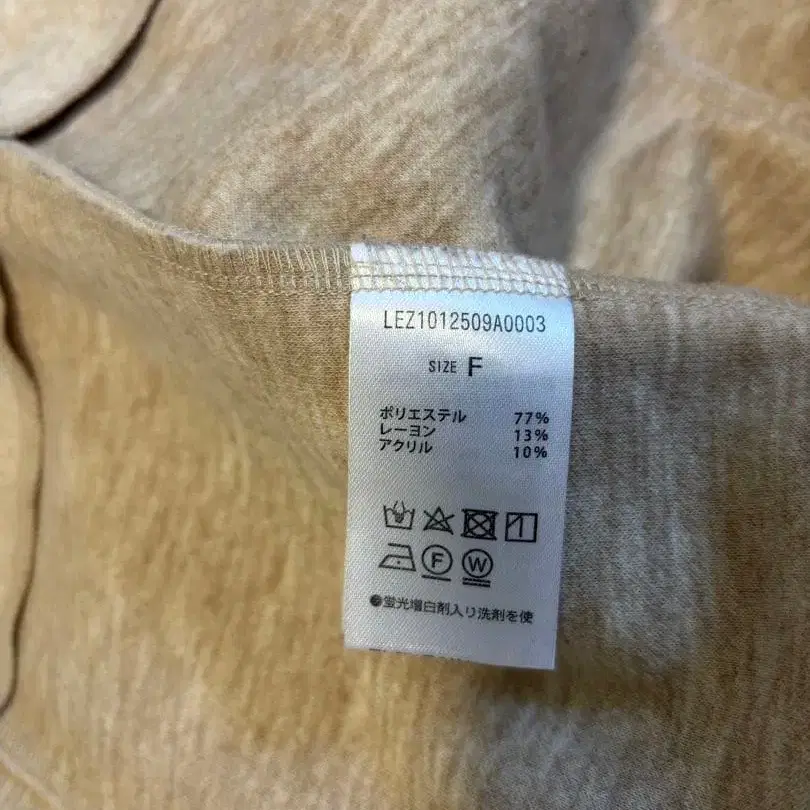 LEZ1012509A0003
SIZE F
ポリエステル 77%
レーヨン 13%
アクリル 10%
F W
●蛍光増白剤入り洗剤を使